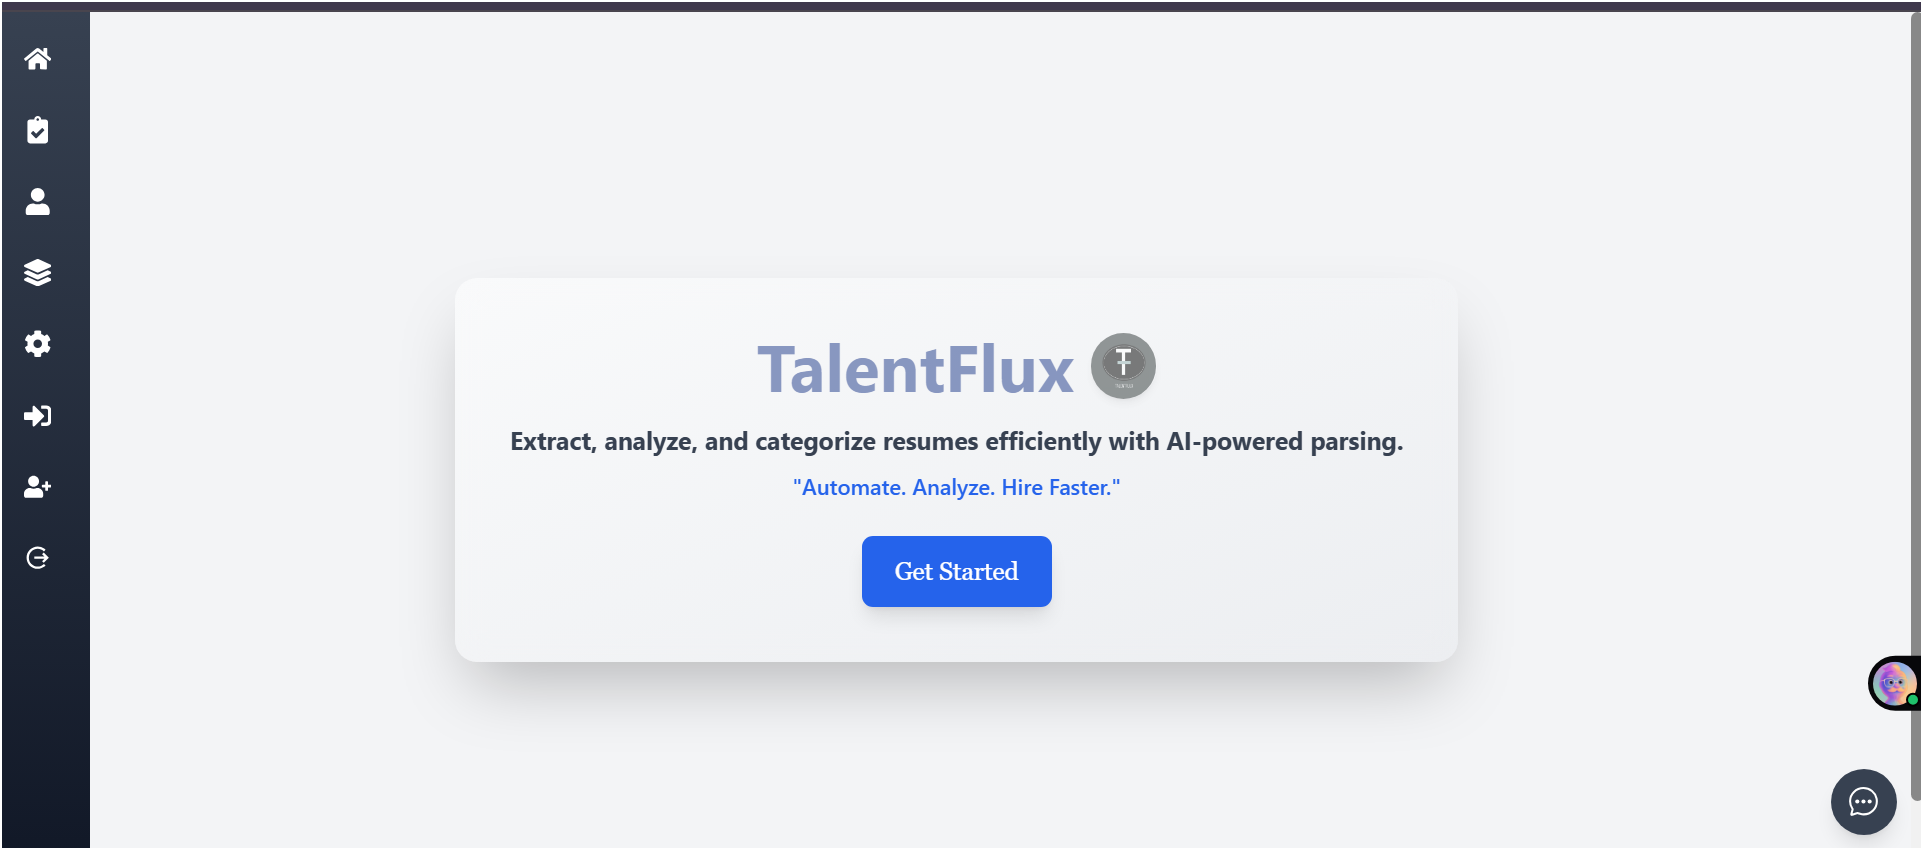 TalentFlux
T
Extract, analyze, and categorize resumes efficiently with AI-powered parsing.
"Automate. Analyze. Hire Faster."
Get Started